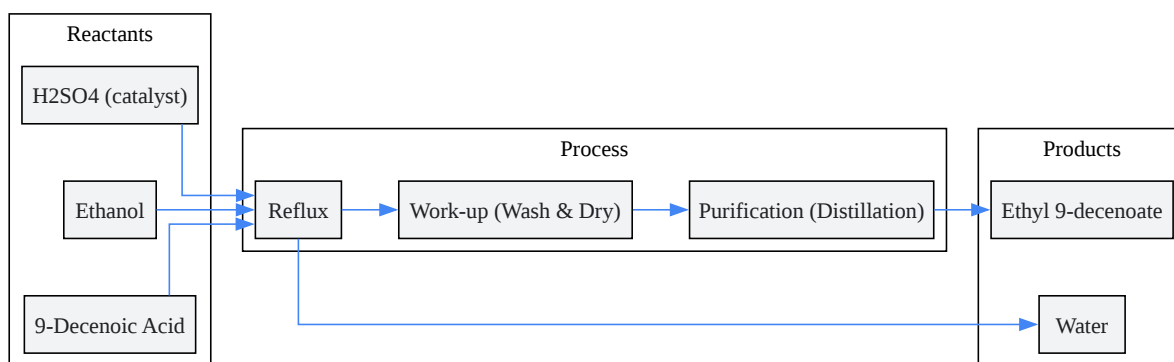 Reactants
H2SO4 (catalyst)
Ethanol
9-Decenoic Acid
Process
Reflux
Work-up (Wash & Dry)
Purification (Distillation)
Products
Ethyl 9-decenoate
Water